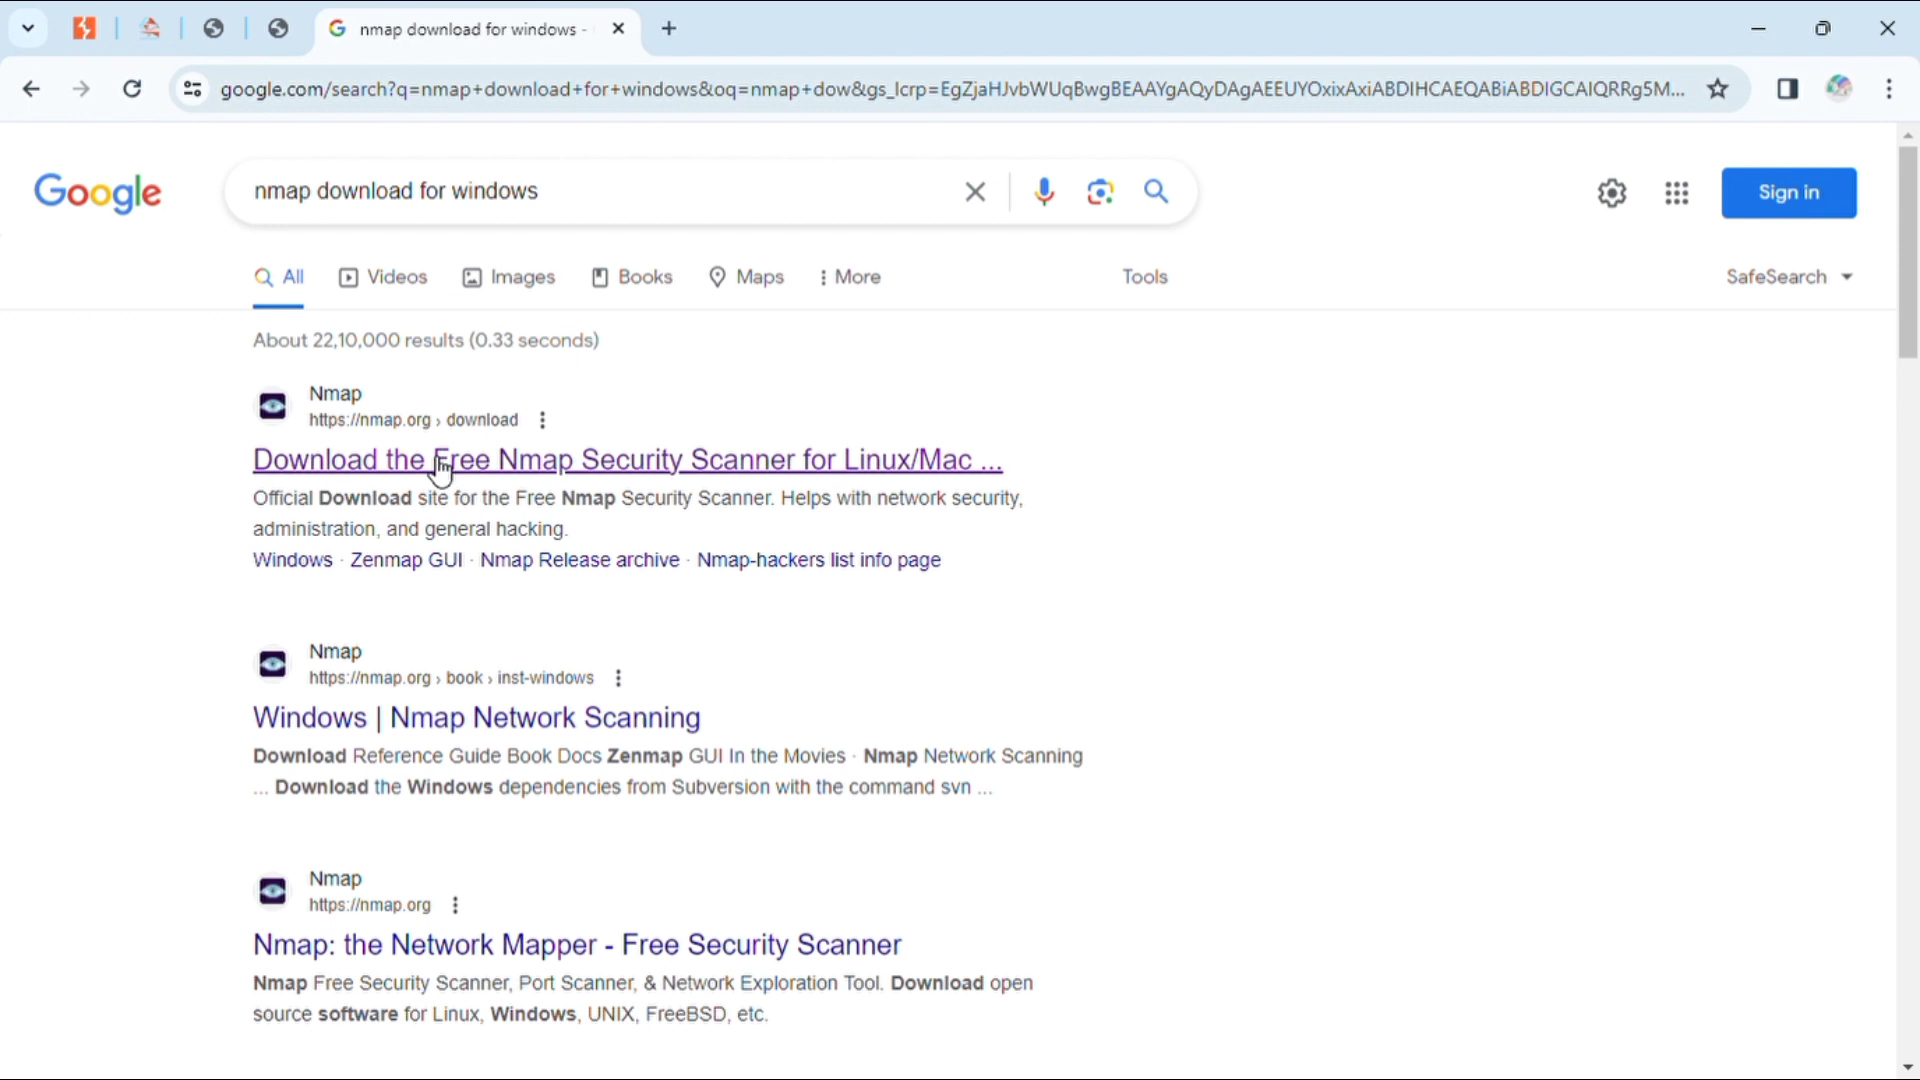 nmap download for windows -
google.com/search?q=nmap+download+for+windows&oq=nmap+dow&gs_lcrp=EgZjaHJvbWUqBwgBEAAYgAQyDAgAEEUYOxixAxiABDIHCAEQABiABDIGCAIQRRg5M...
Google
nmap download for windows
Sign in
All
Videos
Images
Books
Maps
More
Tools
SafeSearch
About 22,10,000 results (0.33 seconds)
Nmap
https://nmap.org › download
Download the Free Nmap Security Scanner for Linux/Mac ...
Official Download site for the Free Nmap Security Scanner. Helps with network security,
administration, and general hacking.
Windows · Zenmap GUI · Nmap Release archive · Nmap-hackers list info page
Nmap
https://nmap.org › book › inst-windows
Windows | Nmap Network Scanning
Download Reference Guide Book Docs Zenmap GUI In the Movies · Nmap Network Scanning
... Download the Windows dependencies from Subversion with the command svn ...
Nmap
https://nmap.org
Nmap: the Network Mapper - Free Security Scanner
Nmap Free Security Scanner, Port Scanner, & Network Exploration Tool. Download open
source software for Linux, Windows, UNIX, FreeBSD, etc.